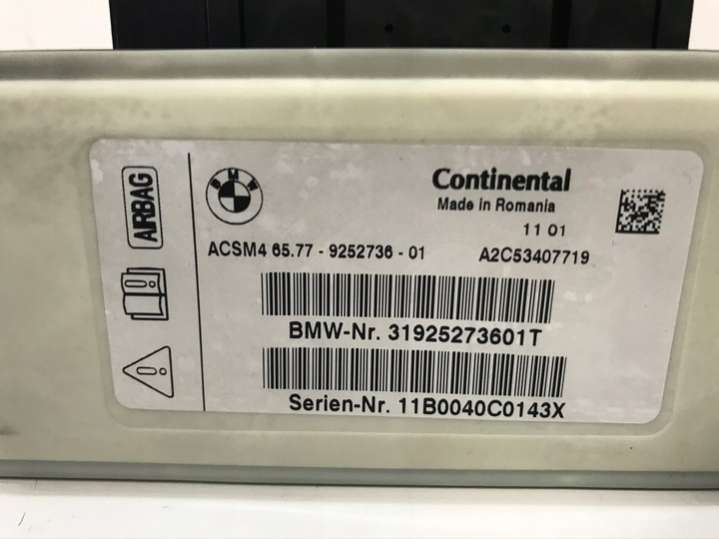 AIRBAG
BMW
Continental
Made in Romania
11 01
ACSM4 65.77 - 9252736 - 01 A2C53407719
BMW-Nr. 31925273601T
Serien-Nr. 11B0040C0143X